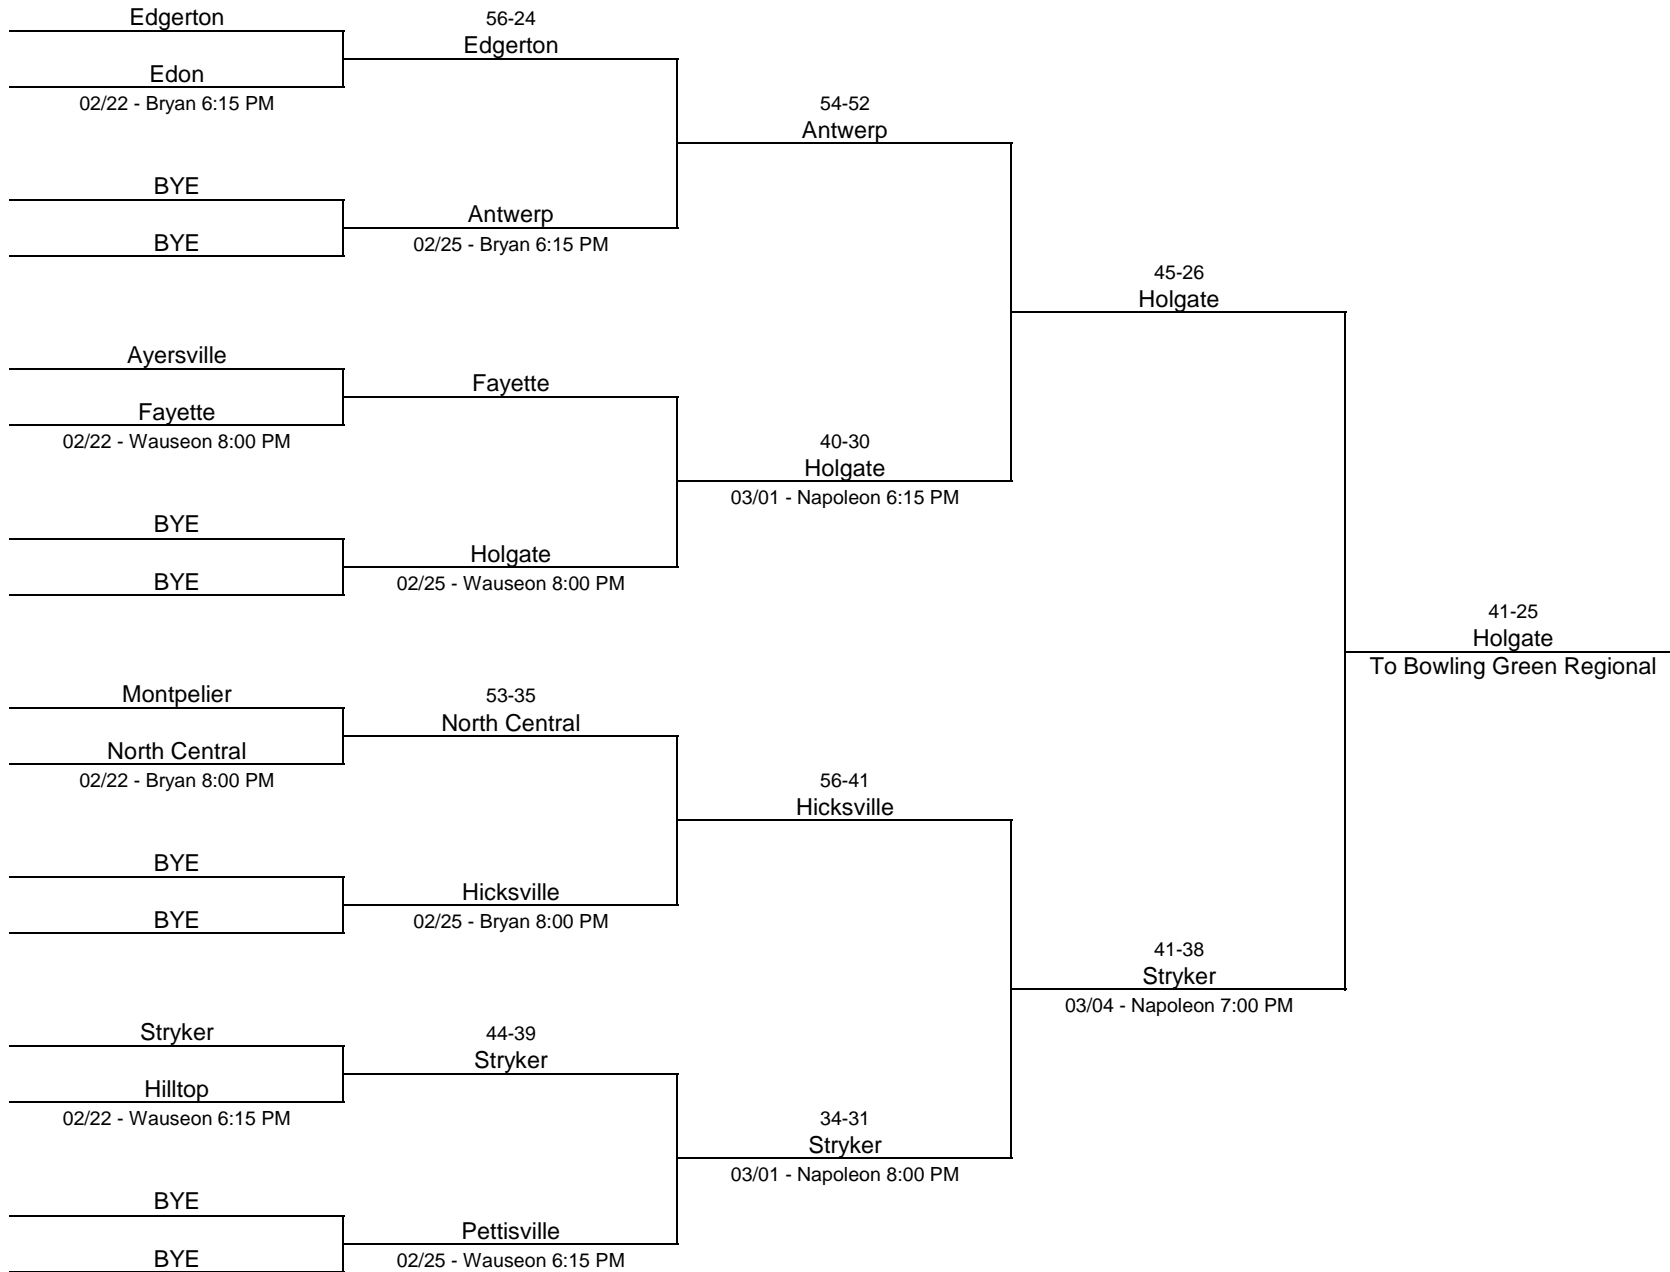 Edgerton
Edon
02/22 - Bryan 6:15 PM
BYE
BYE
Ayersville
Fayette
02/22 - Wauseon 8:00 PM
BYE
BYE
Montpelier
North Central
02/22 - Bryan 8:00 PM
BYE
BYE
Stryker
Hilltop
02/22 - Wauseon 6:15 PM
BYE
BYE
56-24
Edgerton
Antwerp
02/25 - Bryan 6:15 PM
Fayette
Holgate
02/25 - Wauseon 8:00 PM
53-35
North Central
Hicksville
02/25 - Bryan 8:00 PM
44-39
Stryker
Pettisville
02/25 - Wauseon 6:15 PM
54-52
Antwerp
40-30
Holgate
03/01 - Napoleon 6:15 PM
56-41
Hicksville
34-31
Stryker
03/01 - Napoleon 8:00 PM
45-26
Holgate
41-38
Stryker
03/04 - Napoleon 7:00 PM
41-25
Holgate
To Bowling Green Regional